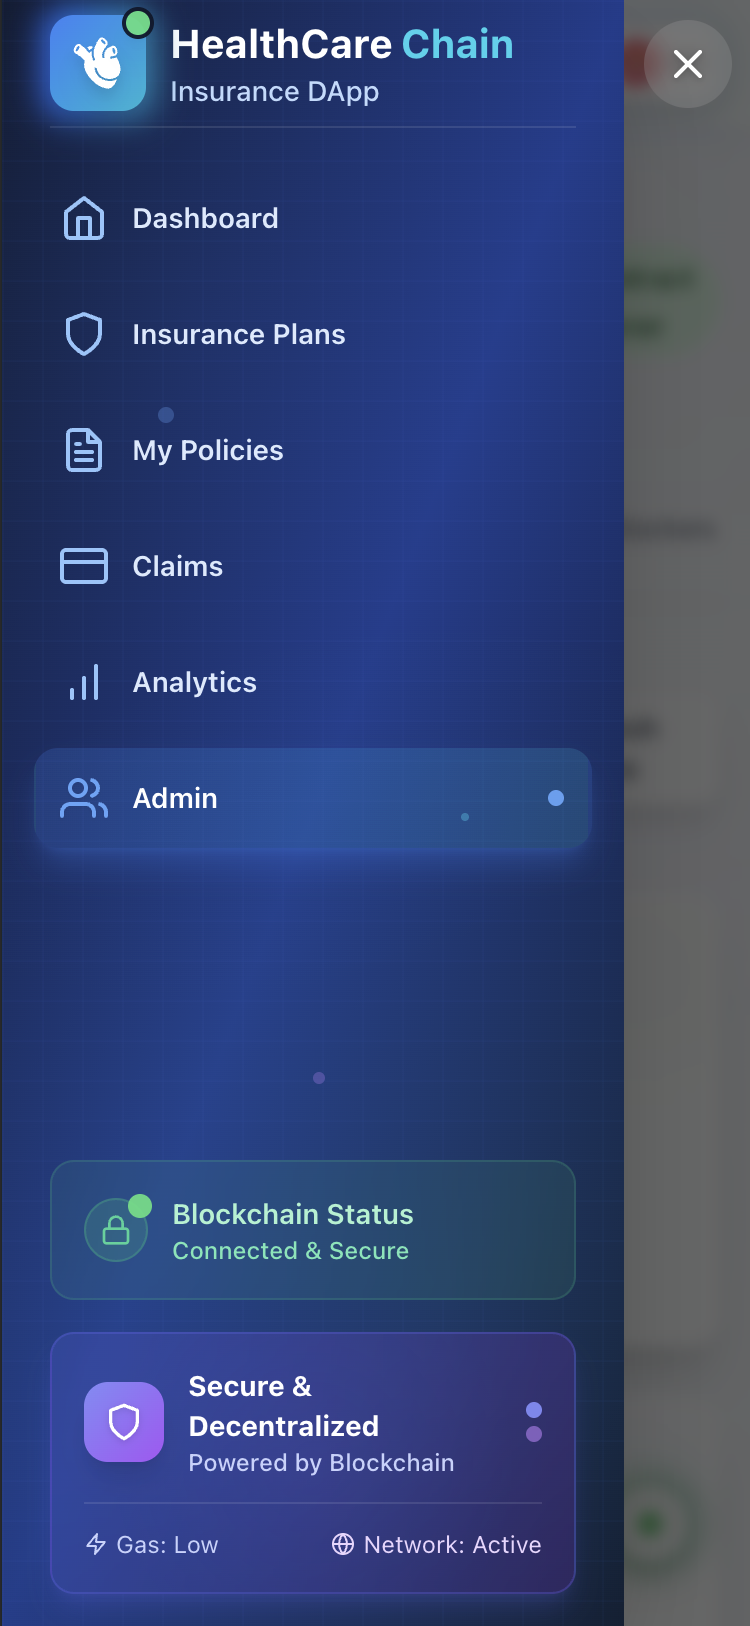 HealthCare Chain
Insurance DApp
Dashboard
Insurance Plans
My Policies
Claims
Analytics
Admin
Blockchain Status
Connected & Secure
Secure &
Decentralized
Powered by Blockchain
Gas: Low
Network: Active